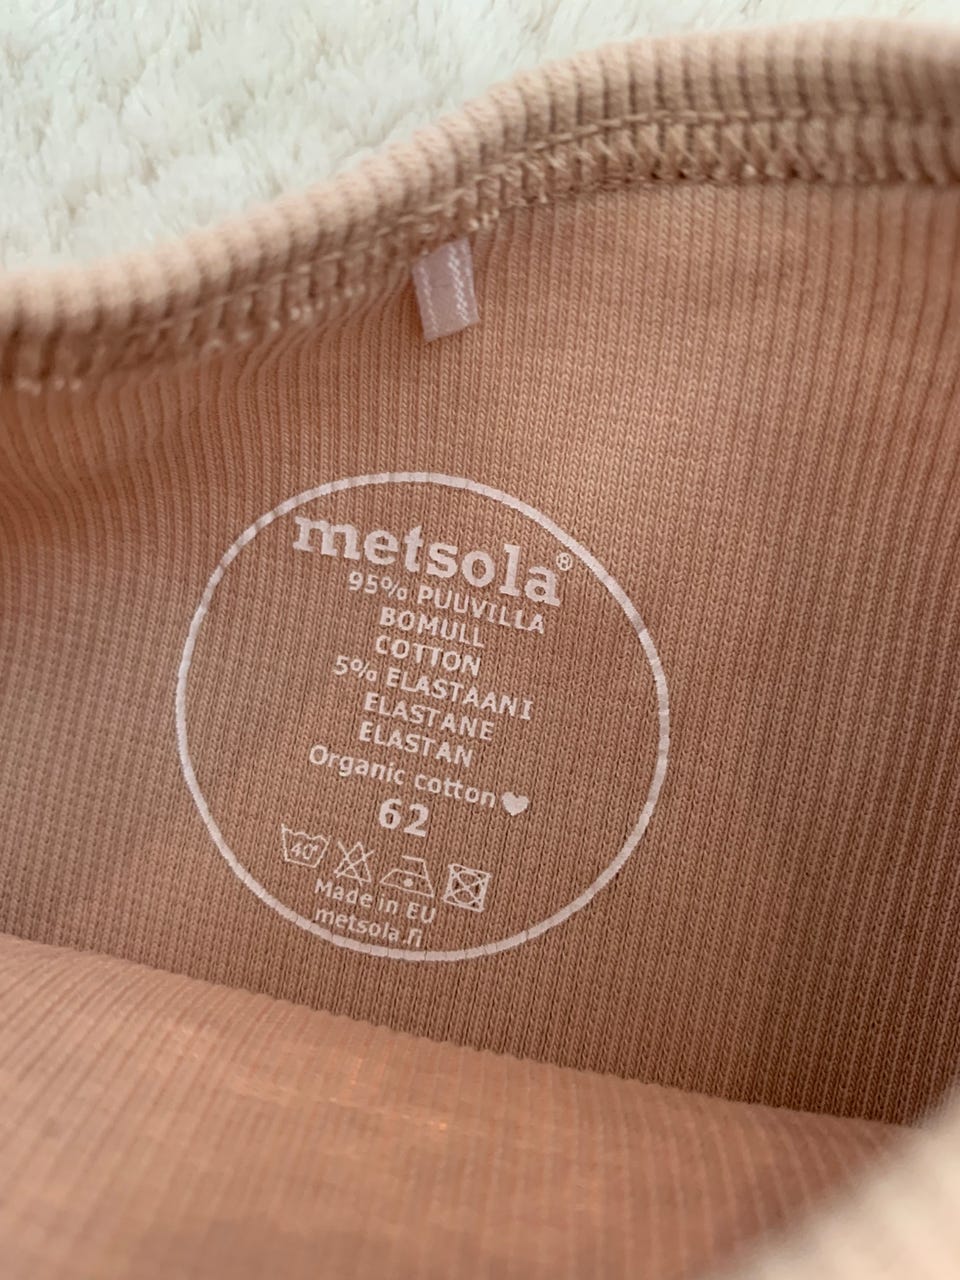 metsola®
95% PUUVILLA
BOMULL
COTTON
5% ELASTAANI
ELASTANE
ELASTAN
Organic cotton ♥
62
40°
Made in EU
metsola.fi